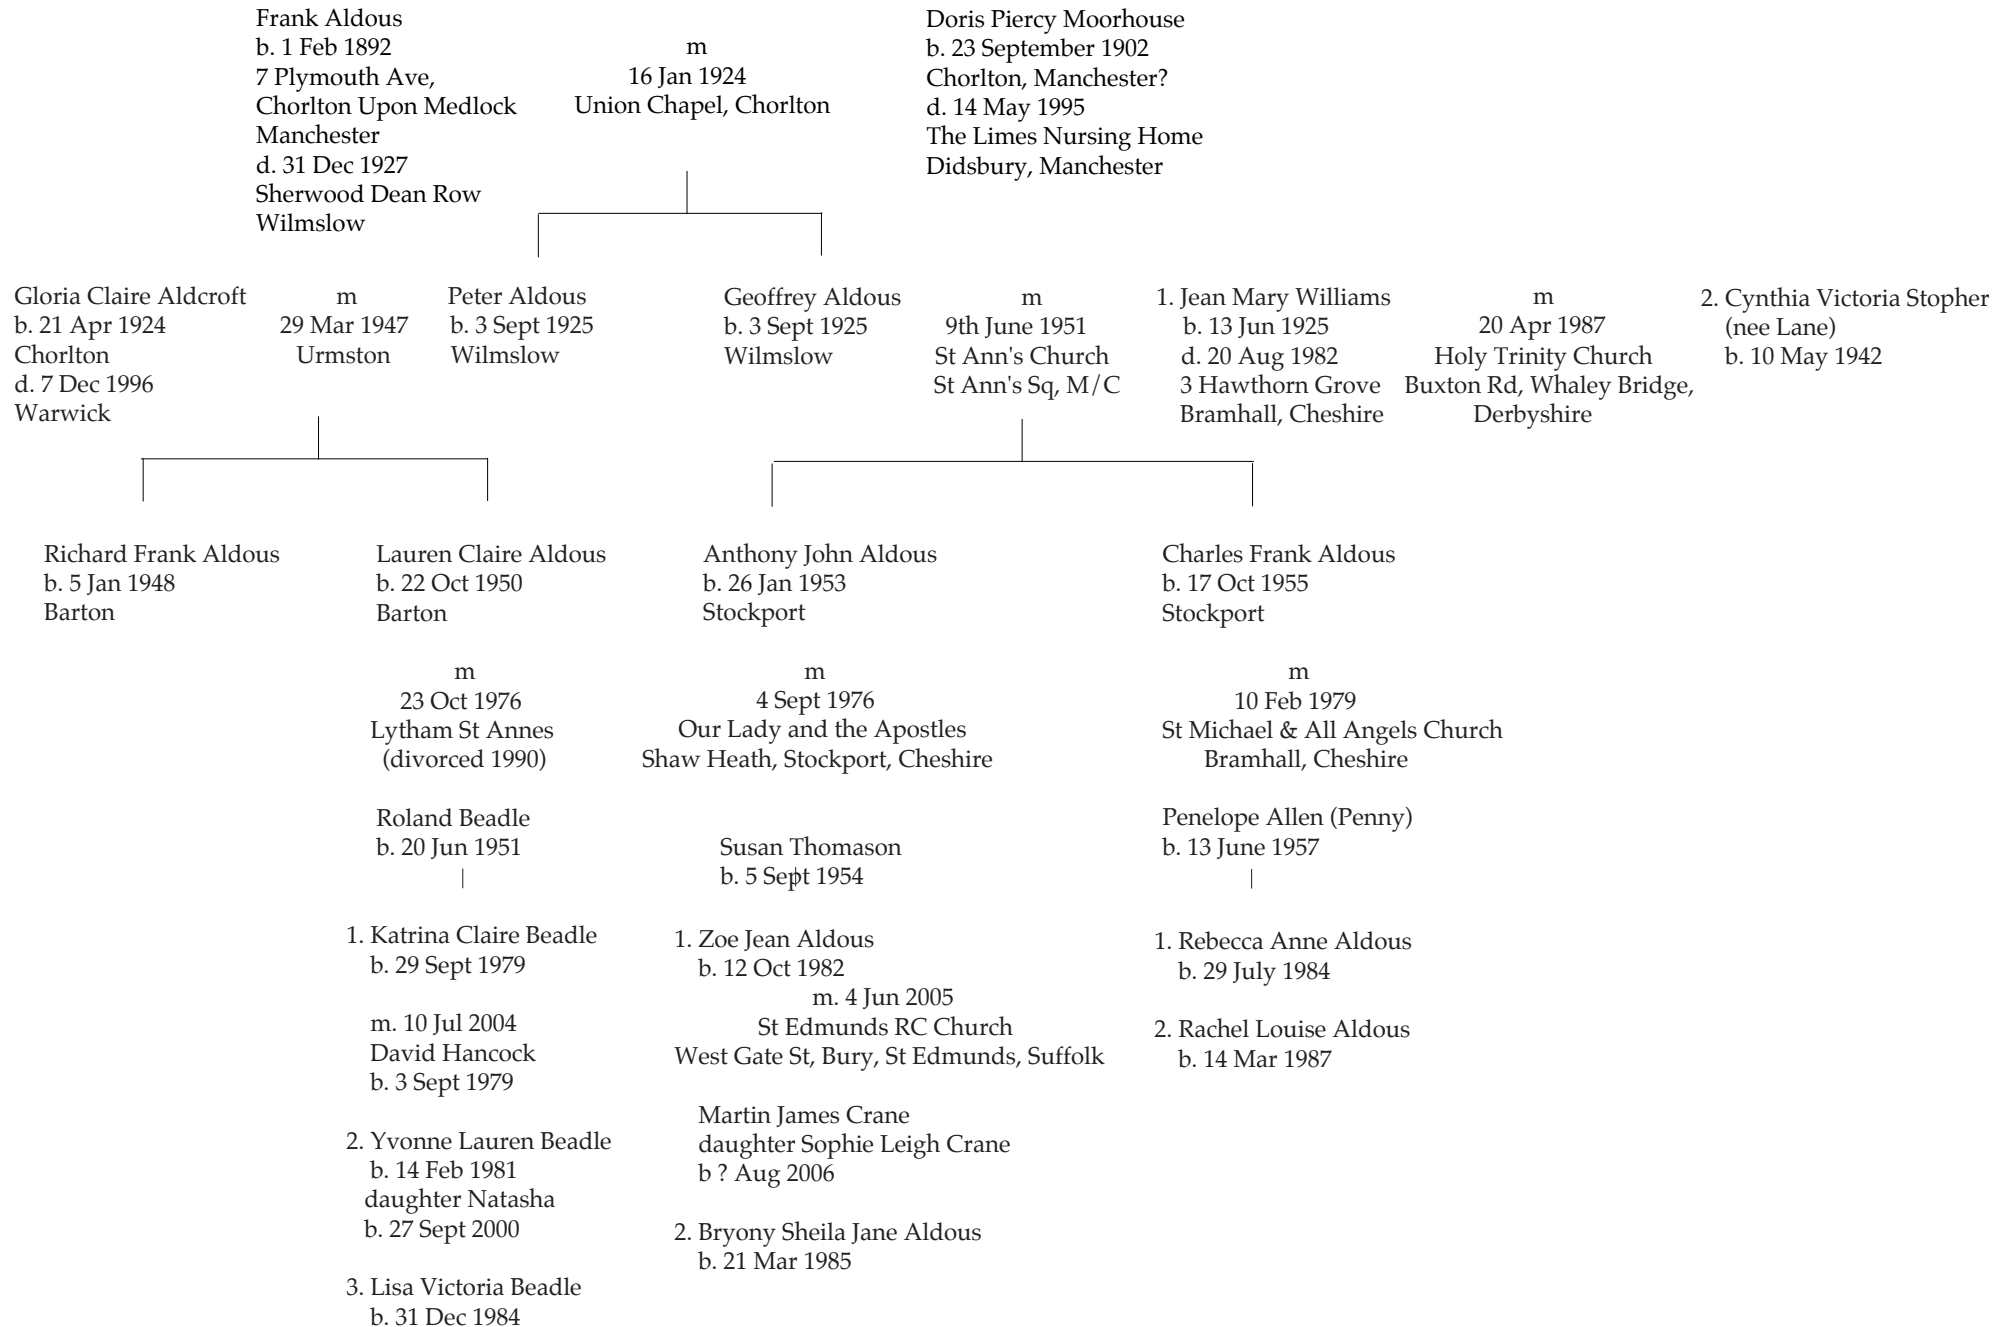 Frank Aldous
b. 1 Feb 1892
7 Plymouth Ave,
Chorlton Upon Medlock
Manchester
d. 31 Dec 1927
Sherwood Dean Row
Wilmslow
m
16 Jan 1924
Union Chapel, Chorlton
Doris Piercy Moorhouse
b. 23 September 1902
Chorlton, Manchester?
d. 14 May 1995
The Limes Nursing Home
Didsbury, Manchester
Gloria Claire Aldcroft
b. 21 Apr 1924
Chorlton
d. 7 Dec 1996
Warwick
m
29 Mar 1947
Urmston
Peter Aldous
b. 3 Sept 1925
Wilmslow
Geoffrey Aldous
b. 3 Sept 1925
Wilmslow
m
9th June 1951
St Ann's Church
St Ann's Sq, M/C
1. Jean Mary Williams
b. 13 Jun 1925
d. 20 Aug 1982
3 Hawthorn Grove
Bramhall, Cheshire
m
20 Apr 1987
Holy Trinity Church
Buxton Rd, Whaley Bridge,
Derbyshire
2. Cynthia Victoria Stopher
(nee Lane)
b. 10 May 1942
Richard Frank Aldous
b. 5 Jan 1948
Barton
Lauren Claire Aldous
b. 22 Oct 1950
Barton
m
23 Oct 1976
Lytham St Annes
(divorced 1990)
Roland Beadle
b. 20 Jun 1951
1. Katrina Claire Beadle
b. 29 Sept 1979
m. 10 Jul 2004
David Hancock
b. 3 Sept 1979
2. Yvonne Lauren Beadle
b. 14 Feb 1981
daughter Natasha
b. 27 Sept 2000
3. Lisa Victoria Beadle
b. 31 Dec 1984
Anthony John Aldous
b. 26 Jan 1953
Stockport
m
4 Sept 1976
Our Lady and the Apostles
Shaw Heath, Stockport, Cheshire
Susan Thomason
b. 5 Sept 1954
1. Zoe Jean Aldous
b. 12 Oct 1982
m. 4 Jun 2005
St Edmunds RC Church
West Gate St, Bury, St Edmunds, Suffolk
Martin James Crane
daughter Sophie Leigh Crane
b ? Aug 2006
2. Bryony Sheila Jane Aldous
b. 21 Mar 1985
Charles Frank Aldous
b. 17 Oct 1955
Stockport
m
10 Feb 1979
St Michael & All Angels Church
Bramhall, Cheshire
Penelope Allen (Penny)
b. 13 June 1957
1. Rebecca Anne Aldous
b. 29 July 1984
2. Rachel Louise Aldous
b. 14 Mar 1987